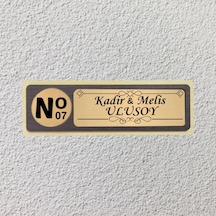 Nº 07
Kadir & Melis
ULUSOY